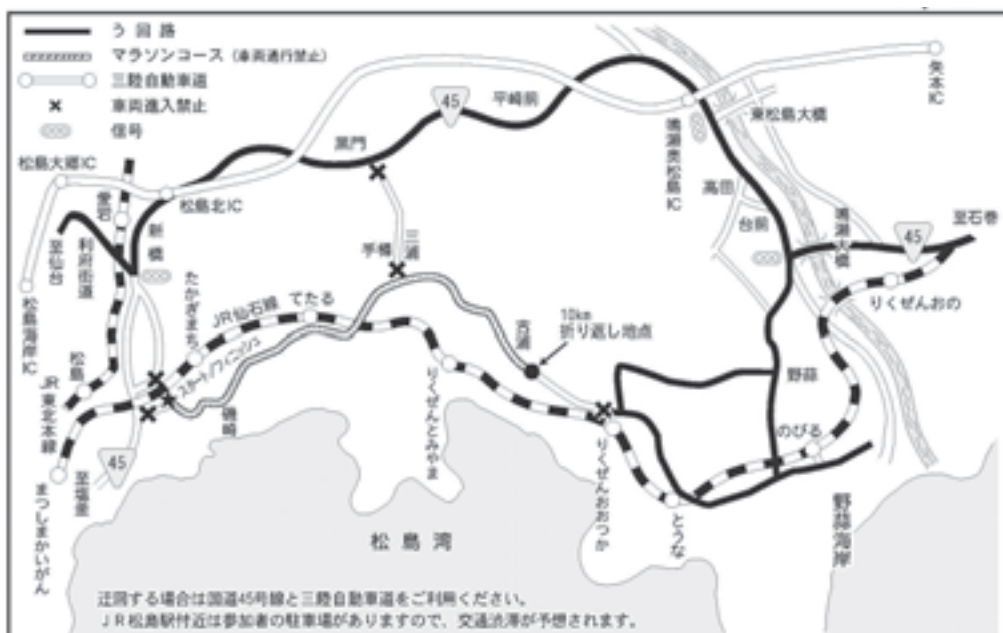 う回路
マラソンコース（車両通行禁止）
三陸自動車道
車両進入禁止
信号
45
平崎前
黒門
矢本IC
東松島大橋
鳴瀬奥松島IC
松島大郷IC
愛宕
松島北IC
新橋
至仙台
利府街道
松島海岸IC
高田
台前
鳴瀬大橋
45
至石巻
りくぜんおの
手樽
三浦
たかぎまち
JR仙石線
てたる
スタート/フィニッシュ
古浦
10km
折り返し地点
松島
JR東北本線
磯崎
りくぜんとみやま
野蒜
のびる
45
至塩釜
まつしまかいがん
りくぜんおおつか
とうな
野蒜海岸
松島湾
迂回する場合は国道45号線と三陸自動車道をご利用ください。
JR松島駅付近は参加者の駐車場がありますので、交通渋滞が予想されます。